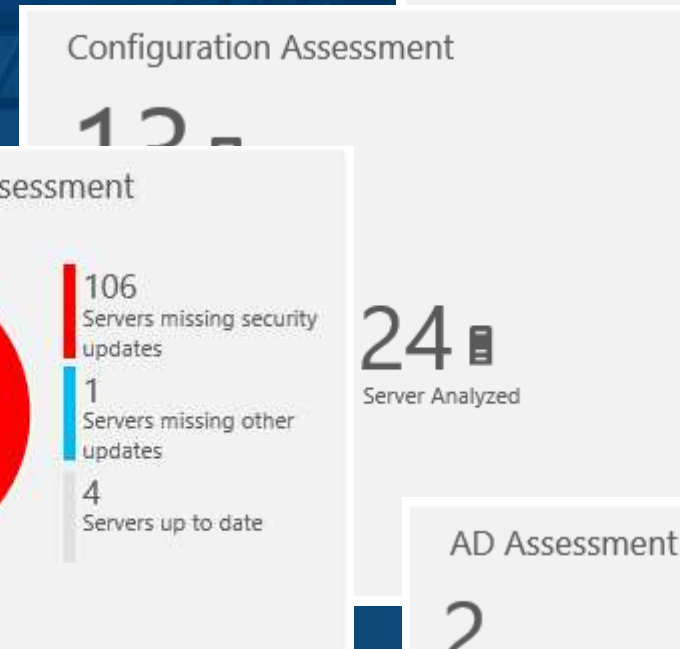 Configuration Assessment
sessment
106
Servers missing security
updates
1
Servers missing other
updates
4
Servers up to date
24
Server Analyzed
AD Assessment
2